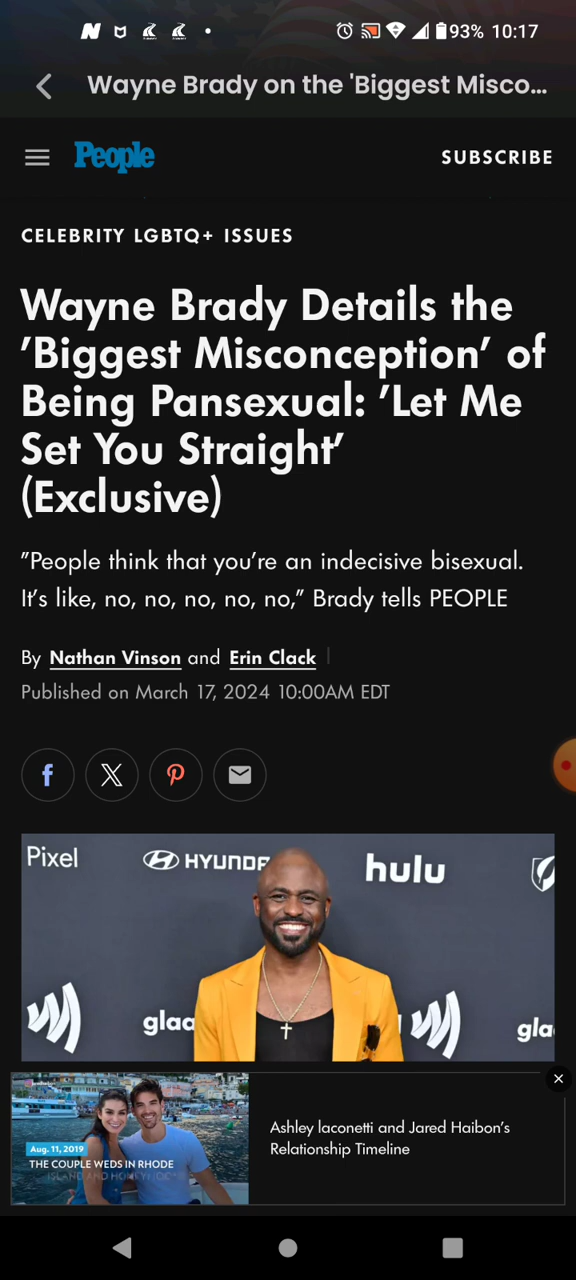 93% 10:17
Wayne Brady on the 'Biggest Misco...
People
SUBSCRIBE
CELEBRITY LGBTQ+ ISSUES
Wayne Brady Details the
'Biggest Misconception' of
Being Pansexual: 'Let Me
Set You Straight'
(Exclusive)
"People think that you're an indecisive bisexual.
It's like, no, no, no, no, no," Brady tells PEOPLE
By Nathan Vinson and Erin Clack
Published on March 17, 2024 10:00AM EDT
Pixel
HYUNDA
hulu
glaa
gla
Aug. 11, 2019
THE COUPLE WEDS IN RHODE
ISLAND AND HONEY
Ashley Iaconetti and Jared Haibon's
Relationship Timeline